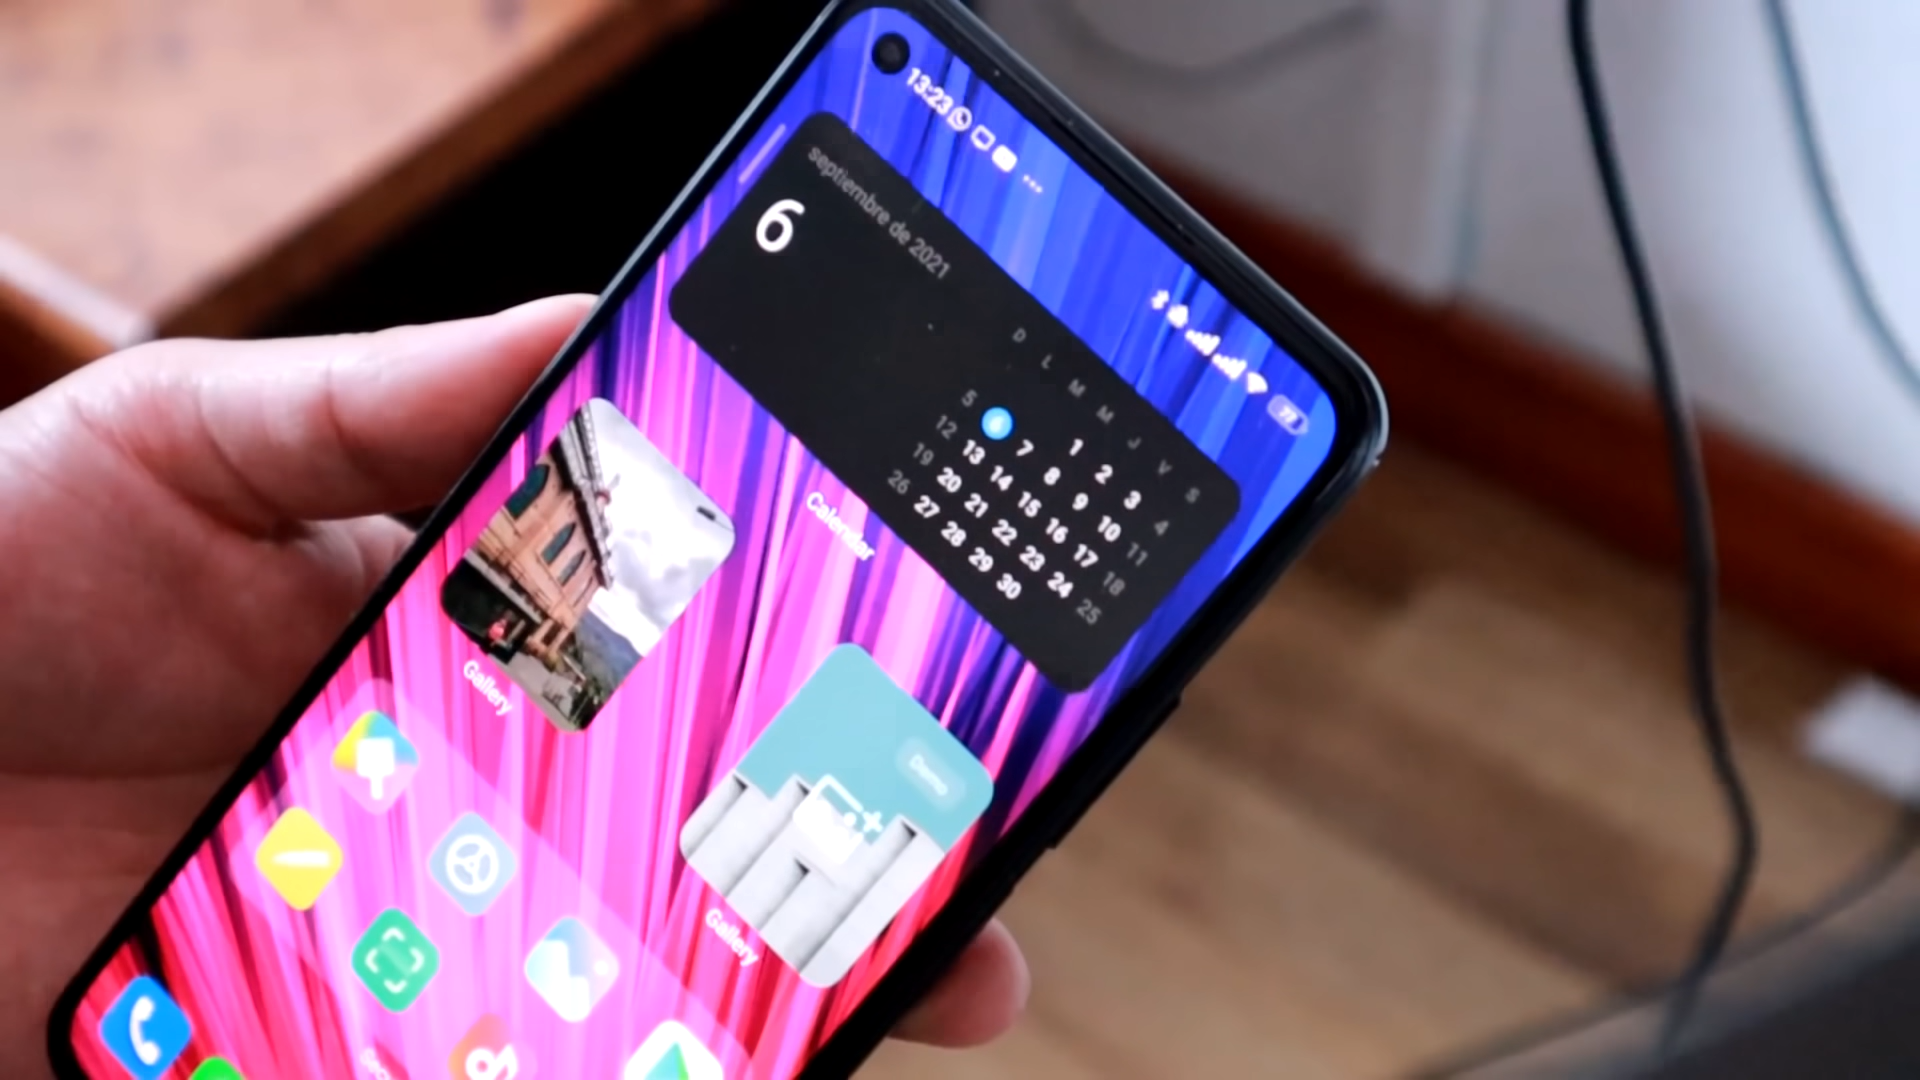 13:23
77
septiembre de 2021
6
D L M M J V S
1 2 3 4
5 6 7 8 9 10 11
12 13 14 15 16 17 18
19 20 21 22 23 24 25
26 27 28 29 30
Calendar
Gallery
Demo
Gallery